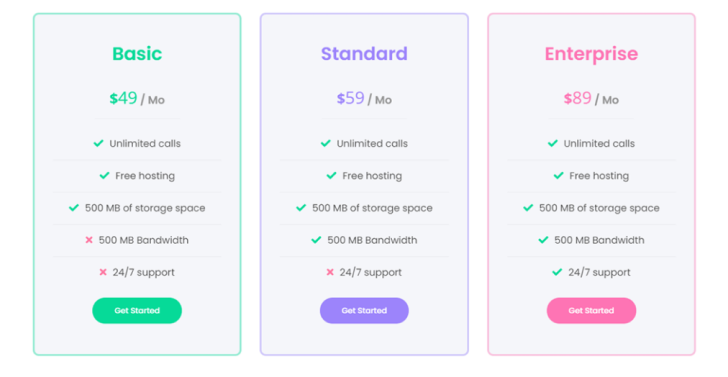 Basic
$49 / Mo
Unlimited calls
Free hosting
500 MB of storage space
500 MB Bandwidth
24/7 support
Get Started
Standard
$59 / Mo
Unlimited calls
Free hosting
500 MB of storage space
500 MB Bandwidth
24/7 support
Get Started
Enterprise
$89 / Mo
Unlimited calls
Free hosting
500 MB of storage space
500 MB Bandwidth
24/7 support
Get Started